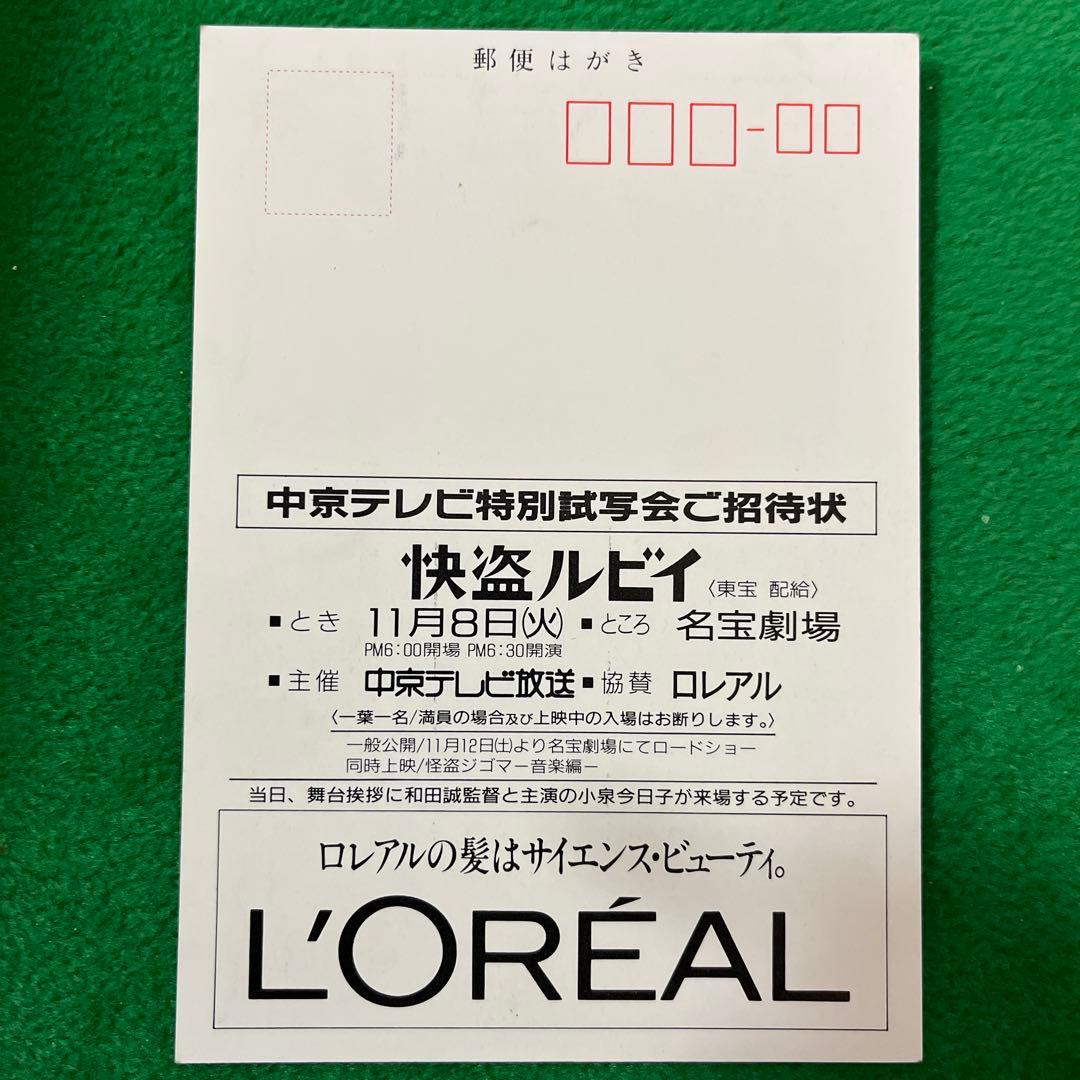 郵便はがき
中京テレビ特別試写会ご招待状
快盗ルビイ〈東宝 配給〉
■とき 11月8日(火) ■ところ 名宝劇場
PM6:00開場 PM6:30開演
■主催 中京テレビ放送 ■協賛 ロレアル
〈一葉一名/満員の場合及び上映中の入場はお断りします。〉
一般公開/11月12日(土)より名宝劇場にてロードショー
同時上映/怪盗ジゴマー音楽編ー
当日、舞台挨拶に和田誠監督と主演の小泉今日子が来場する予定です。
ロレアルの髪はサイエンス・ビューティ。
L'ORÉAL